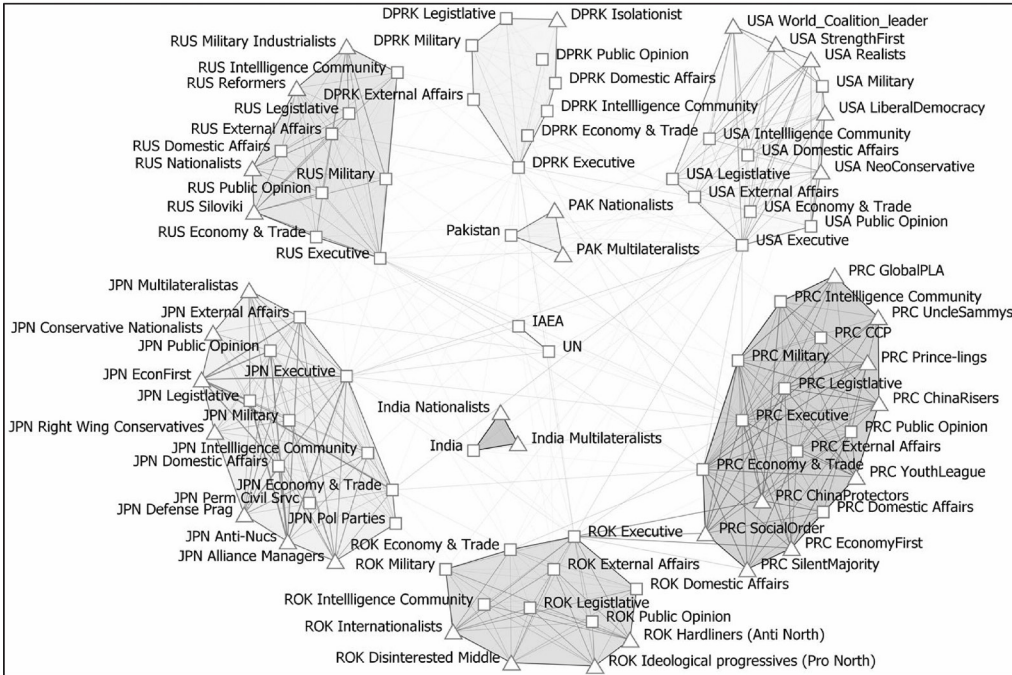 DPRK Legislative
DPRK Isolationist
DPRK Military
DPRK Public Opinion
DPRK Domestic Affairs
DPRK External Affairs
DPRK Intellligence Community
DPRK Economy & Trade
DPRK Executive
RUS Military Industrialists
RUS Intellligence Community
RUS Reformers
RUS Legislative
RUS External Affairs
RUS Domestic Affairs
RUS Nationalists
RUS Military
RUS Public Opinion
RUS Siloviki
RUS Economy & Trade
RUS Executive
USA World_Coalition_leader
USA StrengthFirst
USA Realists
USA Military
USA LiberalDemocracy
USA Intellligence Community
USA Domestic Affairs
USA NeoConservative
USA Legislative
USA External Affairs
USA Economy & Trade
USA Public Opinion
USA Executive
PAK Nationalists
Pakistan
PAK Multilateralists
IAEA
UN
India Nationalists
India
India Multilateralists
JPN Multilateralistas
JPN External Affairs
JPN Conservative Nationalists
JPN Public Opinion
JPN Executive
JPN EconFirst
JPN Legislative
JPN Military
JPN Right Wing Conservatives
JPN Intellligence Community
JPN Domestic Affairs
JPN Economy & Trade
JPN Perm Civil Srvc
JPN Defense Prag
JPN Pol Parties
JPN Anti-Nucs
JPN Alliance Managers
PRC GlobalPLA
PRC Intellligence Community
PRC UncleSammys
PRC CCP
PRC Military
PRC Prince-lings
PRC Legislative
PRC ChinaRisers
PRC Executive
PRC Public Opinion
PRC External Affairs
PRC Economy & Trade
PRC YouthLeague
PRC ChinaProtectors
PRC Domestic Affairs
PRC SocialOrder
PRC EconomyFirst
PRC SilentMajority
ROK Executive
ROK Economy & Trade
ROK Military
ROK External Affairs
ROK Domestic Affairs
ROK Intellligence Community
ROK Legislative
ROK Public Opinion
ROK Internationalists
ROK Hardliners (Anti North)
ROK Disinterested Middle
ROK Ideological progressives (Pro North)